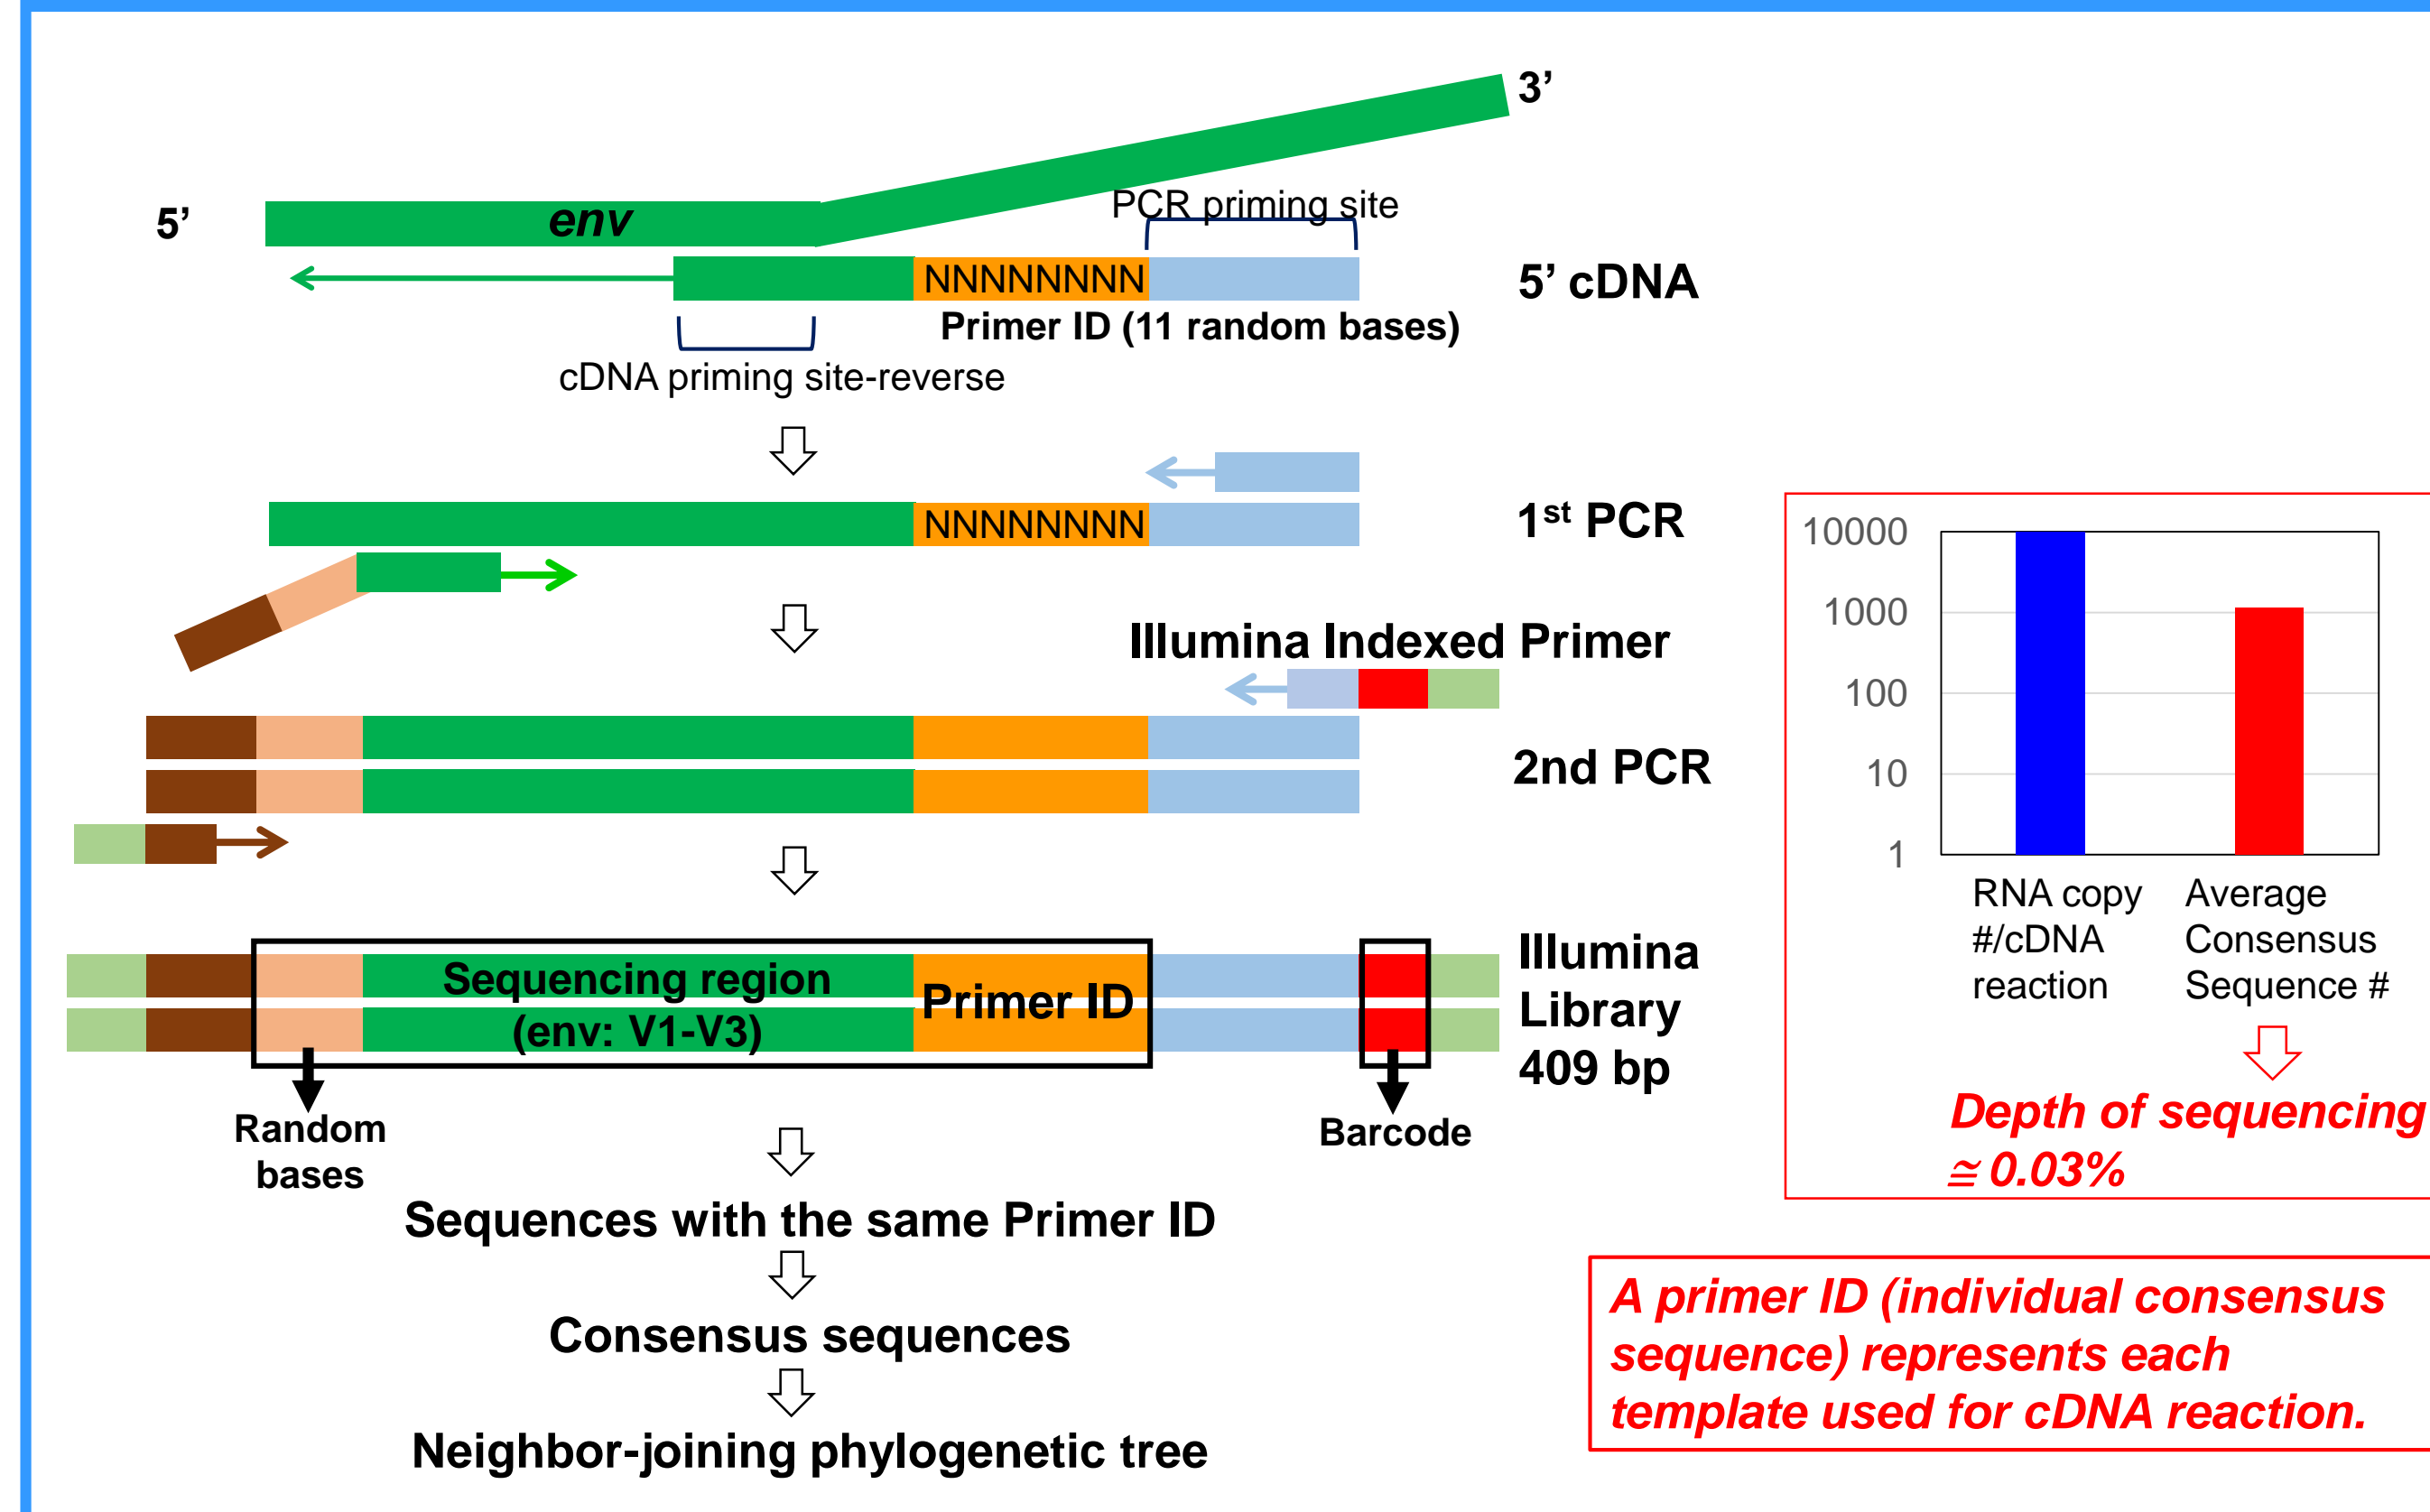 3’
5’
env
PCR priming site
NNNNNNNN
5’ cDNA
Primer ID (11 random bases)
cDNA priming site-reverse
NNNNNNNN
1st PCR
Illumina Indexed Primer
2nd PCR
Sequencing region
(env: V1-V3)
Primer ID
Illumina
Library
409 bp
Random
bases
Barcode
Sequences with the same Primer ID
Consensus sequences
Neighbor-joining phylogenetic tree
10000
1000
100
10
1
RNA copy
#/cDNA
reaction
Average
Consensus
Sequence #
Depth of sequencing
≅ 0.03%
A primer ID (individual consensus
sequence) represents each
template used for cDNA reaction.